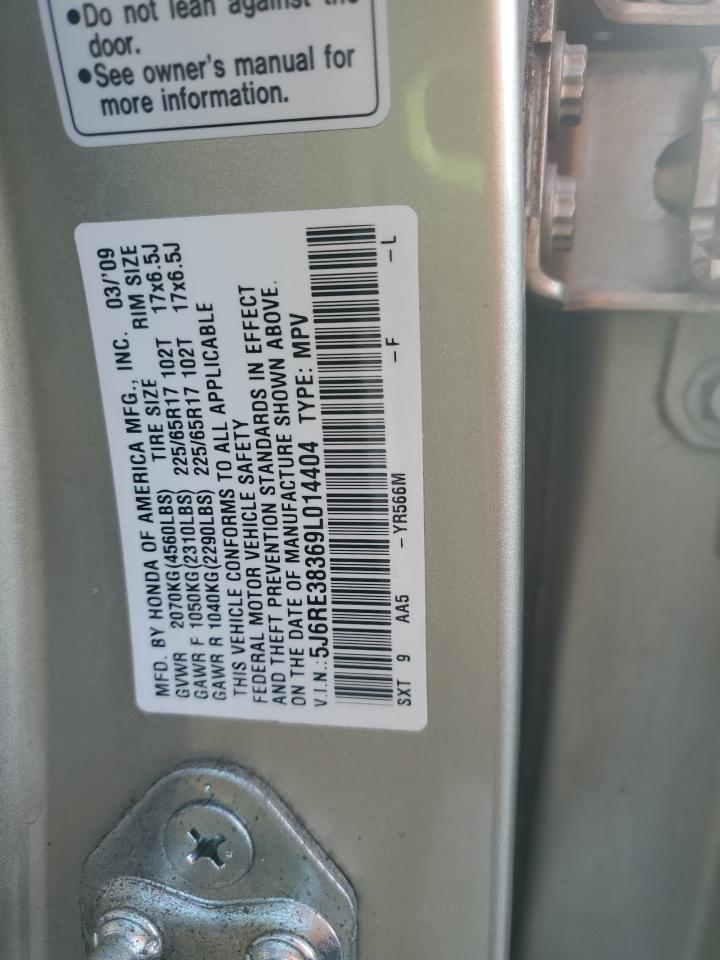 •Do not lean against the
door.
•See owner's manual for
more information.
MFD. BY HONDA OF AMERICA MFG., INC. 03/'09
GVWR 2070KG(4560LBS) TIRE SIZE RIM SIZE
GAWR F 1050KG(2310LBS) 225/65R17 102T 17x6.5J
GAWR R 1040KG(2290LBS) 225/65R17 102T 17x6.5J
THIS VEHICLE CONFORMS TO ALL APPLICABLE
FEDERAL MOTOR VEHICLE SAFETY
AND THEFT PREVENTION STANDARDS IN EFFECT
ON THE DATE OF MANUFACTURE SHOWN ABOVE.
V.I.N.:5J6RE38369L014404 TYPE: MPV
SXT 9 AA5 -YR566M -F -L